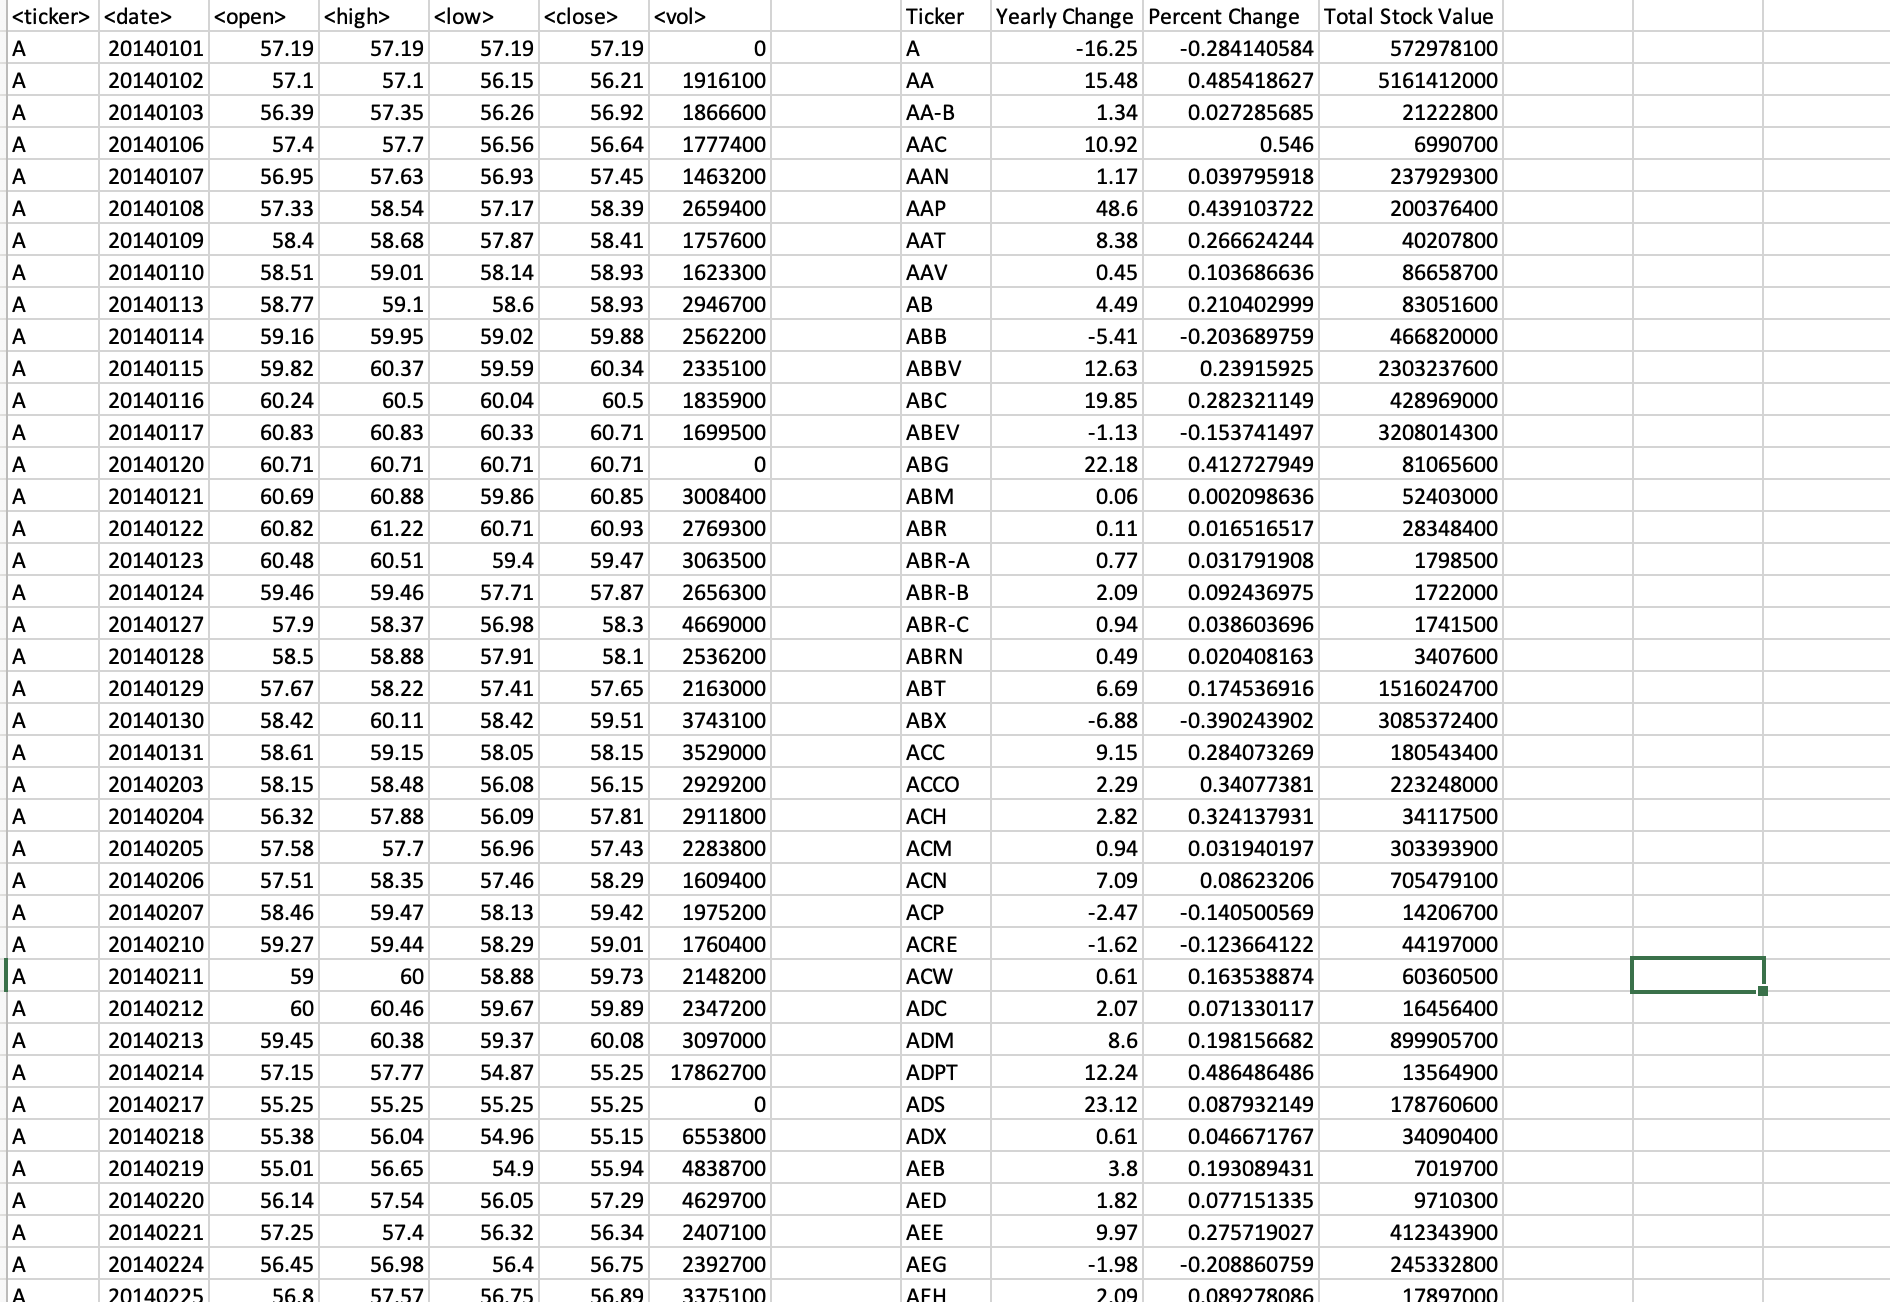 <ticker> <date> <open> <high> <low> <close> <vol> Ticker Yearly Change Percent Change Total Stock Value
A 20140101 57.19 57.19 57.19 57.19 0 A -16.25 -0.284140584 572978100
A 20140102 57.1 57.1 56.15 56.21 1916100 AA 15.48 0.485418627 5161412000
A 20140103 56.39 57.35 56.26 56.92 1866600 AA-B 1.34 0.027285685 21222800
A 20140106 57.4 57.7 56.56 56.64 1777400 AAC 10.92 0.546 6990700
A 20140107 56.95 57.63 56.93 57.45 1463200 AAN 1.17 0.039795918 237929300
A 20140108 57.33 58.54 57.17 58.39 2659400 AAP 48.6 0.439103722 200376400
A 20140109 58.4 58.68 57.87 58.41 1757600 AAT 8.38 0.266624244 40207800
A 20140110 58.51 59.01 58.14 58.93 1623300 AAV 0.45 0.103686636 86658700
A 20140113 58.77 59.1 58.6 58.93 2946700 AB 4.49 0.210402999 83051600
A 20140114 59.16 59.95 59.02 59.88 2562200 ABB -5.41 -0.203689759 466820000
A 20140115 59.82 60.37 59.59 60.34 2335100 ABBV 12.63 0.23915925 2303237600
A 20140116 60.24 60.5 60.04 60.5 1835900 ABC 19.85 0.282321149 428969000
A 20140117 60.83 60.83 60.33 60.71 1699500 ABEV -1.13 -0.153741497 3208014300
A 20140120 60.71 60.71 60.71 60.71 0 ABG 22.18 0.412727949 81065600
A 20140121 60.69 60.88 59.86 60.85 3008400 ABM 0.06 0.002098636 52403000
A 20140122 60.82 61.22 60.71 60.93 2769300 ABR 0.11 0.016516517 28348400
A 20140123 60.48 60.51 59.4 59.47 3063500 ABR-A 0.77 0.031791908 1798500
A 20140124 59.46 59.46 57.71 57.87 2656300 ABR-B 2.09 0.092436975 1722000
A 20140127 57.9 58.37 56.98 58.3 4669000 ABR-C 0.94 0.038603696 1741500
A 20140128 58.5 58.88 57.91 58.1 2536200 ABRN 0.49 0.020408163 3407600
A 20140129 57.67 58.22 57.41 57.65 2163000 ABT 6.69 0.174536916 1516024700
A 20140130 58.42 60.11 58.42 59.51 3743100 ABX -6.88 -0.390243902 3085372400
A 20140131 58.61 59.15 58.05 58.15 3529000 ACC 9.15 0.284073269 180543400
A 20140203 58.15 58.48 56.08 56.15 2929200 ACCO 2.29 0.34077381 223248000
A 20140204 56.32 57.88 56.09 57.81 2911800 ACH 2.82 0.324137931 34117500
A 20140205 57.58 57.7 56.96 57.43 2283800 ACM 0.94 0.031940197 303393900
A 20140206 57.51 58.35 57.46 58.29 1609400 ACN 7.09 0.08623206 705479100
A 20140207 58.46 59.47 58.13 59.42 1975200 ACP -2.47 -0.140500569 14206700
A 20140210 59.27 59.44 58.29 59.01 1760400 ACRE -1.62 -0.123664122 44197000
A 20140211 59 60 58.88 59.73 2148200 ACW 0.61 0.163538874 60360500
A 20140212 60 60.46 59.67 59.89 2347200 ADC 2.07 0.071330117 16456400
A 20140213 59.45 60.38 59.37 60.08 3097000 ADM 8.6 0.198156682 899905700
A 20140214 57.15 57.77 54.87 55.25 17862700 ADPT 12.24 0.486486486 13564900
A 20140217 55.25 55.25 55.25 55.25 0 ADS 23.12 0.087932149 178760600
A 20140218 55.38 56.04 54.96 55.15 6553800 ADX 0.61 0.046671767 34090400
A 20140219 55.01 56.65 54.9 55.94 4838700 AEB 3.8 0.193089431 7019700
A 20140220 56.14 57.54 56.05 57.29 4629700 AED 1.82 0.077151335 9710300
A 20140221 57.25 57.4 56.32 56.34 2407100 AEE 9.97 0.275719027 412343900
A 20140224 56.45 56.98 56.4 56.75 2392700 AEG -1.98 -0.208860759 245332800
A 20140225 56.8 57.57 56.75 56.89 3375100 AEH 2.09 0.089278086 17897000